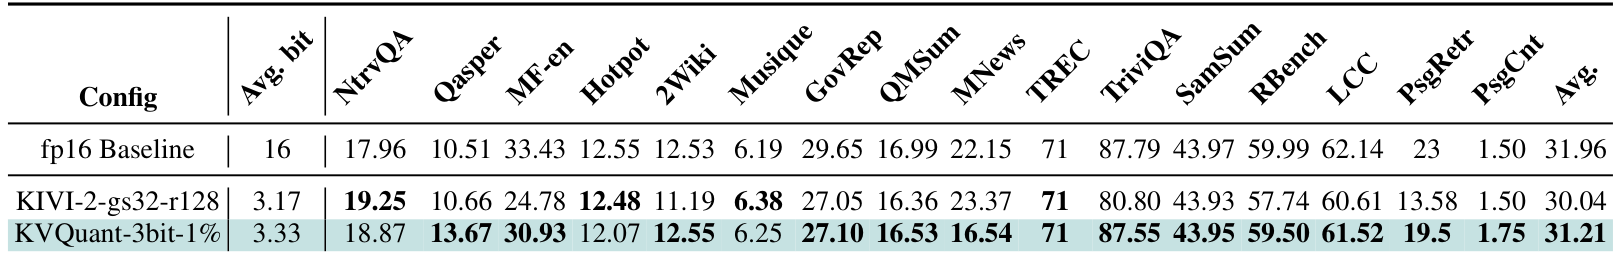 Config Avg. bit NtrvQA Qasper MF-en Hotpot 2Wiki Musique GovRep QMSum MNews TREC TriviQA SamSum RBench LCC PsgRetr PsgCnt Avg.
fp16 Baseline 16 17.96 10.51 33.43 12.55 12.53 6.19 29.65 16.99 22.15 71 87.79 43.97 59.99 62.14 23 1.50 31.96
KIVI-2-gs32-r128 3.17 19.25 10.66 24.78 12.48 11.19 6.38 27.05 16.36 23.37 71 80.80 43.93 57.74 60.61 13.58 1.50 30.04
KVQuant-3bit-1% 3.33 18.87 13.67 30.93 12.07 12.55 6.25 27.10 16.53 16.54 71 87.55 43.95 59.50 61.52 19.5 1.75 31.21